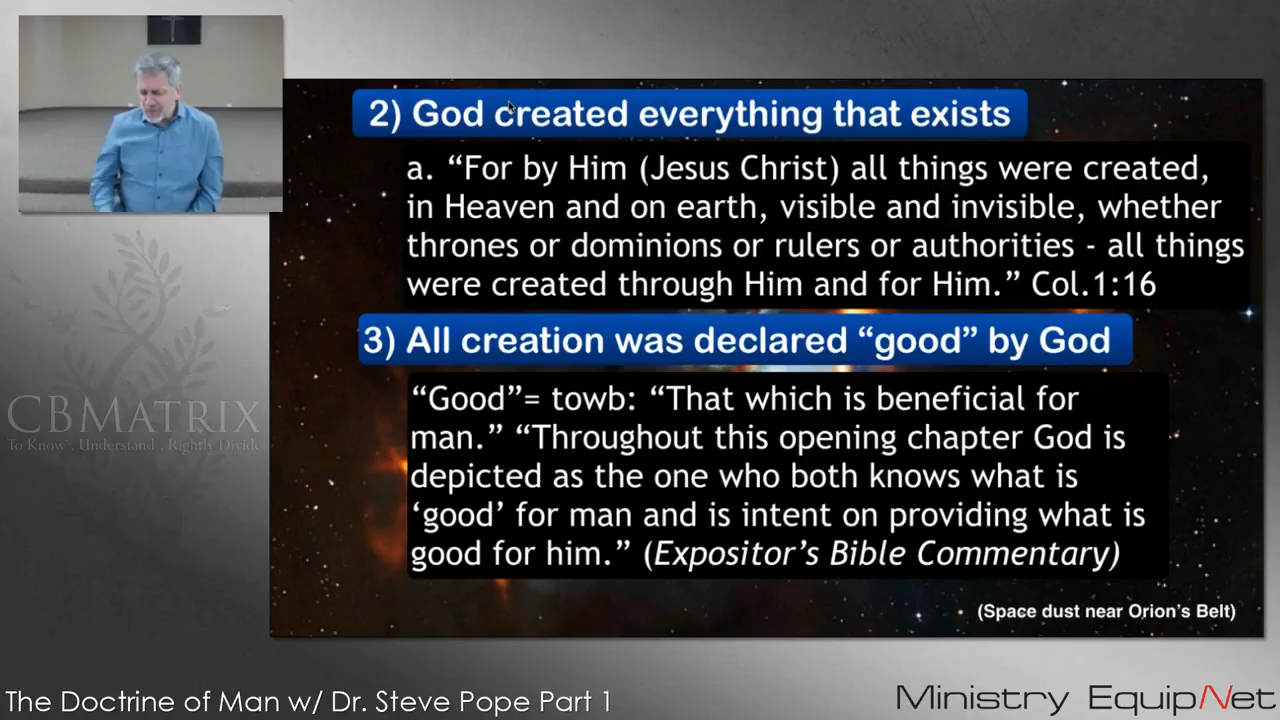 2) God created everything that exists
a. “For by Him (Jesus Christ) all things were created,
in Heaven and on earth, visible and invisible, whether
thrones or dominions or rulers or authorities - all things
were created through Him and for Him.” Col.1:16
3) All creation was declared “good” by God
“Good”= towb: “That which is beneficial for
man.” “Throughout this opening chapter God is
depicted as the one who both knows what is
‘good’ for man and is intent on providing what is
good for him.” (Expositor’s Bible Commentary)
(Space dust near Orion’s Belt)
CBMATRIX
To Know, Understand, Rightly Divide
The Doctrine of Man w/ Dr. Steve Pope Part 1
Ministry EquipNet